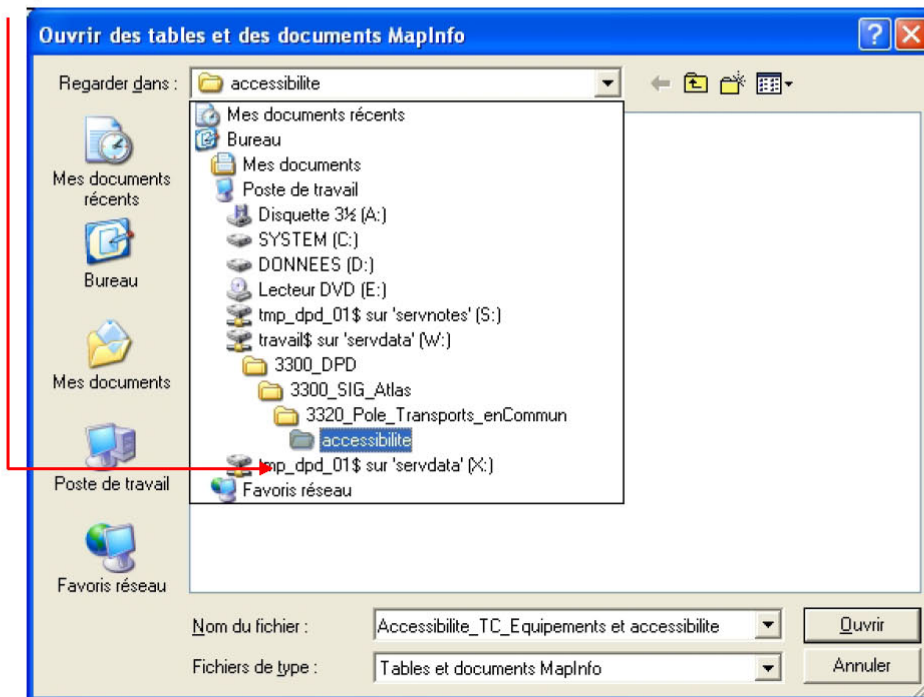 Ouvrir des tables et des documents MapInfo
Regarder dans :
accessibilite
Mes documents récents
Bureau
Mes documents
Poste de travail
Disquette 3½ (A:)
SYSTEM (C:)
DONNEES (D:)
Lecteur DVD (E:)
tmp_dpd_01$ sur 'servnotes' (S:)
travail$ sur 'servdata' (W:)
3300_DPD
3300_SIG_Atlas
3320_Pole_Transports_enCommun
accessibilite
tmp_dpd_01$ sur 'servdata' (X:)
Favoris réseau
Mes documents
récents
Bureau
Mes documents
Poste de travail
Favoris réseau
Nom du fichier :
Accessibilite_TC_Equipements et accessibilite
Ouvrir
Fichiers de type :
Tables et documents MapInfo
Annuler